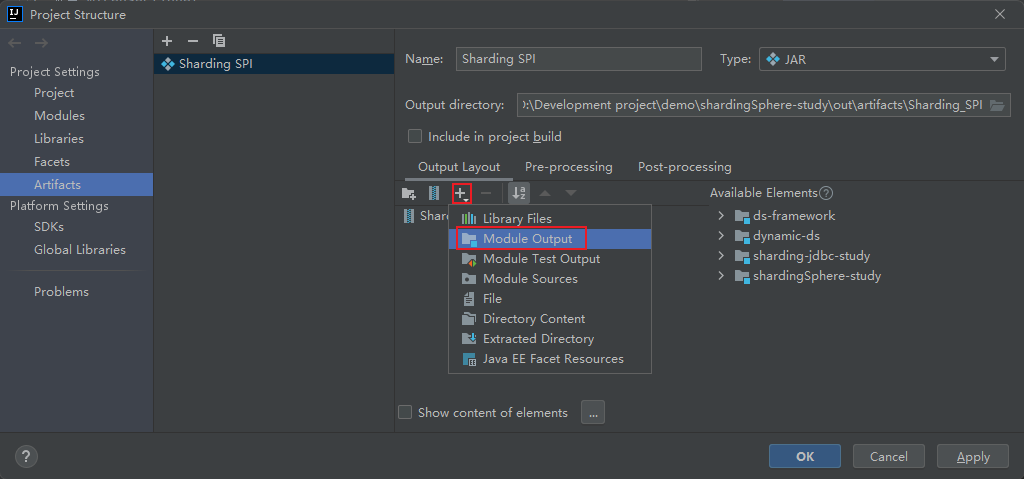 Project Structure
Project Settings
Project
Modules
Libraries
Facets
Artifacts
Platform Settings
SDKs
Global Libraries
Problems
Sharding SPI
Name: Sharding SPI Type: JAR
Output directory: :\Development project\demo\shardingSphere-study\out\artifacts\Sharding_SPI
Include in project build
Output Layout Pre-processing Post-processing
Shar
Library Files
Module Output
Module Test Output
Module Sources
File
Directory Content
Extracted Directory
Java EE Facet Resources
Available Elements
ds-framework
dynamic-ds
sharding-jdbc-study
shardingSphere-study
Show content of elements ...
OK Cancel Apply